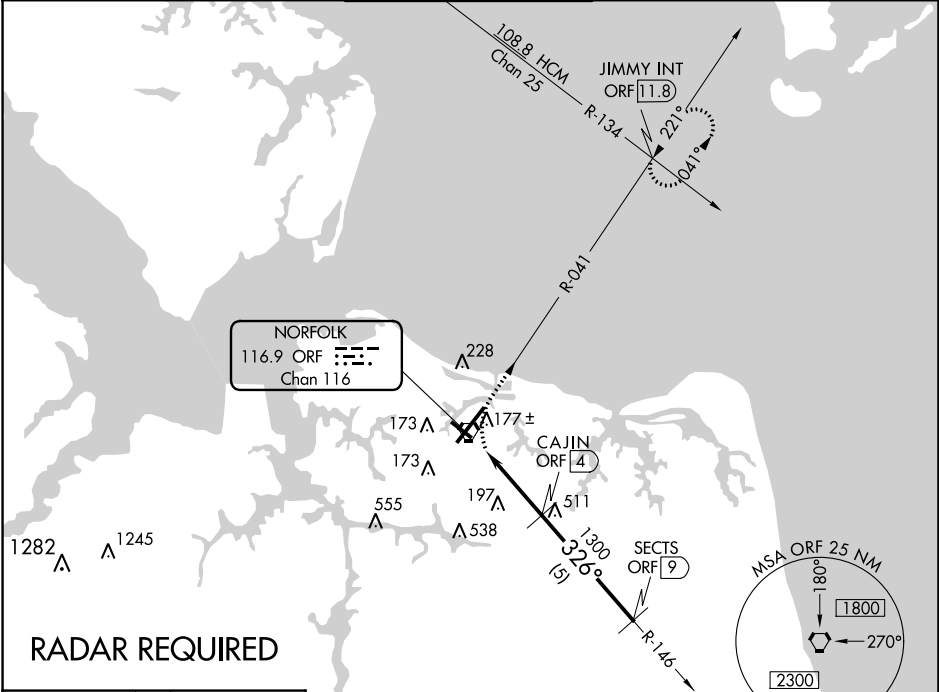 108.8 HCM
Chan 25
R-134
JIMMY INT
ORF 11.8
221°
041°
R-041
NORFOLK
116.9 ORF
Chan 116
228
173
177 ±
173
CAJIN
ORF 4
197
511
555
538
1282
1245
1300
326°
(5)
SECTS
ORF 9
R-146
MSA ORF 25 NM
180°
1800
270°
2300
RADAR REQUIRED